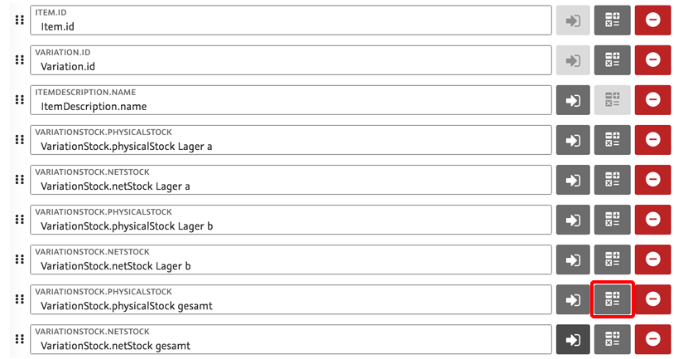 ITEM.ID
Item.id
VARIATION.ID
Variation.id
ITEMDESCRIPTION.NAME
ItemDescription.name
VARIATIONSTOCK.PHYSICALSTOCK
VariationStock.physicalStock Lager a
VARIATIONSTOCK.NETSTOCK
VariationStock.netStock Lager a
VARIATIONSTOCK.PHYSICALSTOCK
VariationStock.physicalStock Lager b
VARIATIONSTOCK.NETSTOCK
VariationStock.netStock Lager b
VARIATIONSTOCK.PHYSICALSTOCK
VariationStock.physicalStock gesamt
VARIATIONSTOCK.NETSTOCK
VariationStock.netStock gesamt